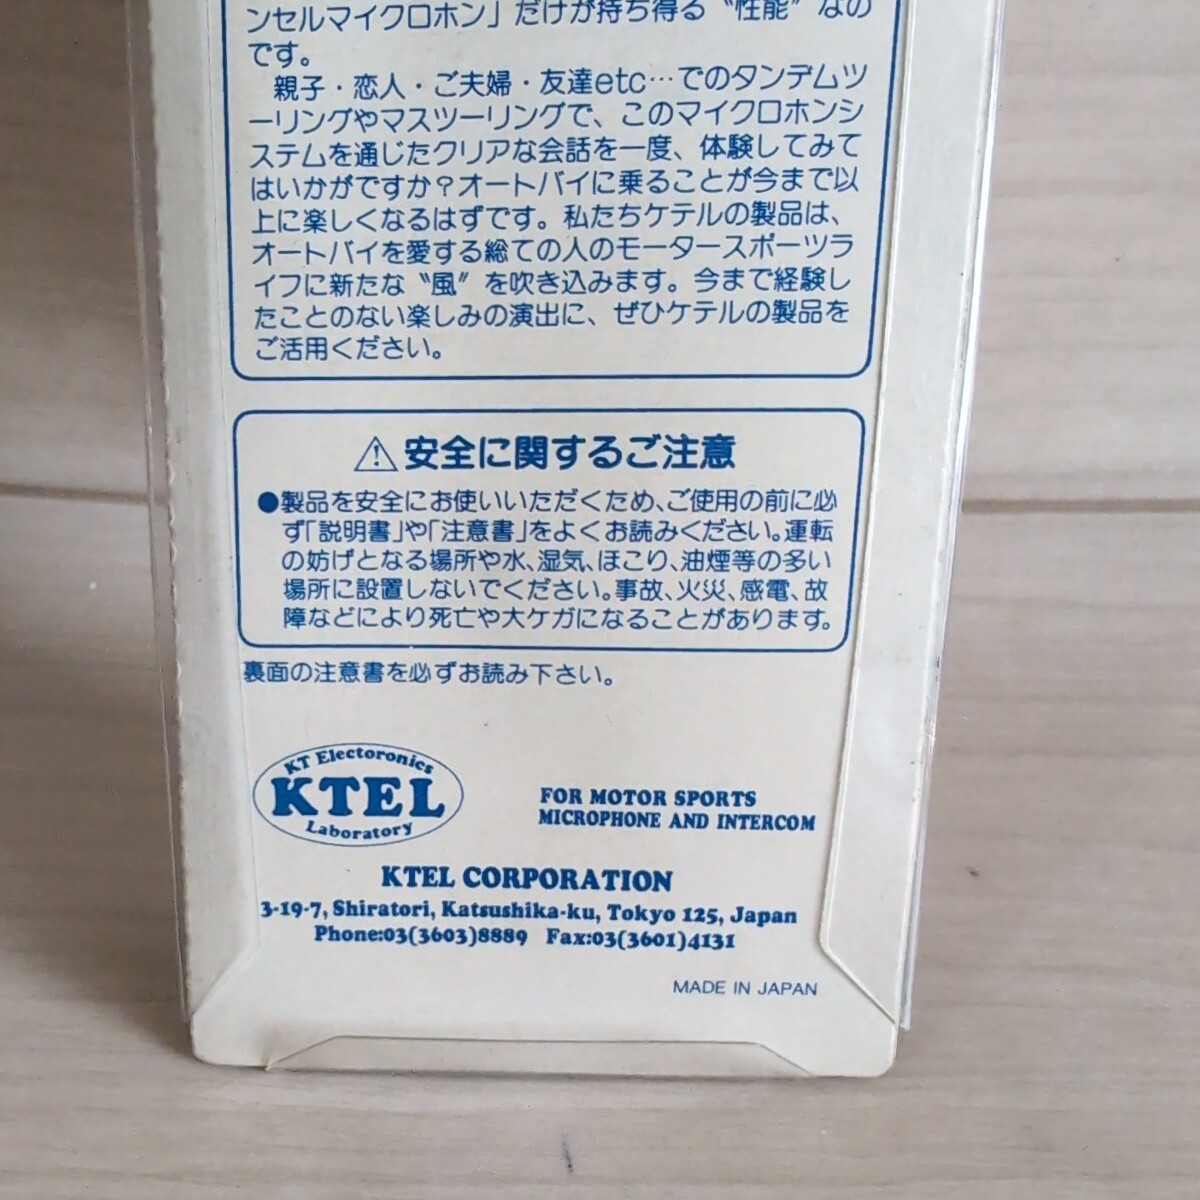 ンセルマイクロホン」だけが持ち得る〝性能〟なの
です。
親子・恋人・ご夫婦・友達etc…でのタンデムツ
ーリングやマスツーリングで、このマイクロホンシ
ステムを通じたクリアな会話を一度、体験してみて
はいかがですか？オートバイに乗ることが今まで以
上に楽しくなるはずです。私たちケテルの製品は、
オートバイを愛する総ての人のモータースポーツラ
イフに新たな〝風〟を吹き込みます。今まで経験し
たことのない楽しみの演出に、ぜひケテルの製品を
ご活用ください。
⚠安全に関するご注意
●製品を安全にお使いいただくため、ご使用の前に必
ず「説明書」や「注意書」をよくお読みください。運転
の妨げとなる場所や水、湿気、ほこり、油煙等の多い
場所に設置しないでください。事故、火災、感電、故
障などにより死亡や大ケガになることがあります。
裏面の注意書を必ずお読み下さい。
KT Electoronics
KTEL
Laboratory
FOR MOTOR SPORTS
MICROPHONE AND INTERCOM
KTEL CORPORATION
3-19-7, Shiratori, Katsushika-ku, Tokyo 125, Japan
Phone:03(3603)8889 Fax:03(3601)4131
MADE IN JAPAN